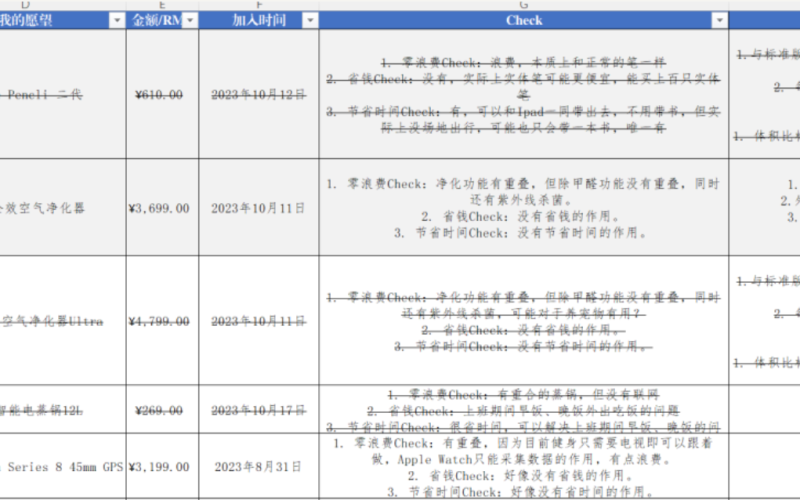 D E F G
我的愿望 金额/RM 加入时间 Check
Pencli 二代 ¥610.00 2023年10月12日
1. 零浪费Check：浪费，本质上和正常的笔一样
2. 省钱Check：没有，实际上实体笔可能更便宜，能买上百只实体
笔
3. 节省时间Check：有，可以和Ipad一同带出去，不用带书，但实
际上没场地出行，可能也只会带一本书，唯一有
1.与标准版
2.
1. 体积比
效空气净化器 ¥3,699.00 2023年10月11日
1. 零浪费Check：净化功能有重叠，但除甲醛功能没有重叠，同时
还有紫外线杀菌。
2. 省钱Check：没有省钱的作用。
3. 节省时间Check：没有节省时间的作用。
1.
2.
3.
空气净化器Ultra ¥4,799.00 2023年10月11日
1. 零浪费Check：净化功能有重叠，但除甲醛功能没有重叠，同时
还有紫外线杀菌，可能对于养宠物有用？
2. 省钱Check：没有省钱的作用。
3. 节省时间Check：没有节省时间的作用。
1.与标准版
2.
1. 体积比
智能电蒸锅12L ¥269.00 2023年10月17日
1. 零浪费Check：有重合的蒸锅，但没有联网
2. 省钱Check：上班期间早饭、晚饭外出吃饭的问题
3. 节省时间Check：很省时间，可以解决上班期间早饭、晚饭的问
Series 8 45mm GPS ¥3,199.00 2023年8月31日
1. 零浪费Check：有重叠，因为目前健身只需要电视即可以跟着
做，Apple Watch只能采集数据的作用，有点浪费。
2. 省钱Check：好像没有省钱的作用。
3. 节省时间Check：好像没有省时间的作用。